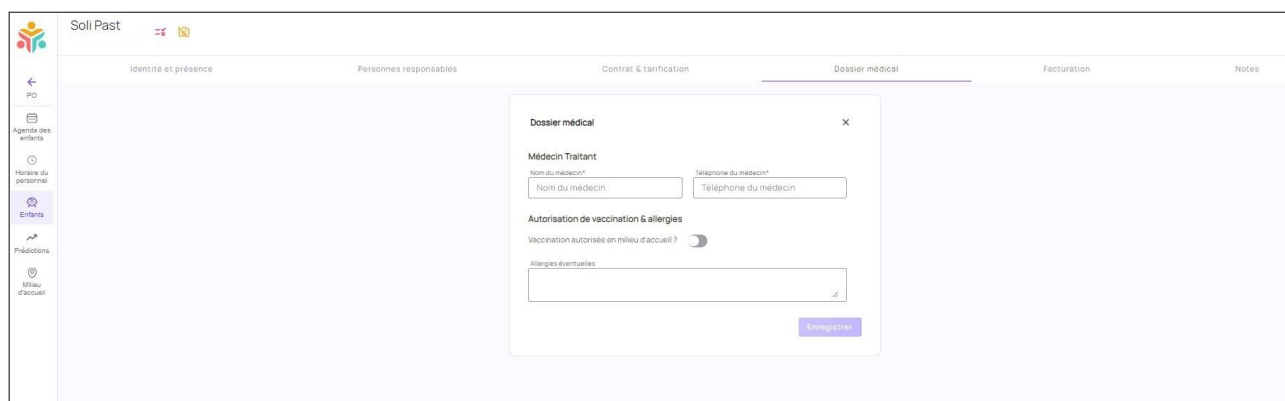 Soli Past
Identité et présence
Personnes responsables
Contrat & tarification
Dossier médical
Facturation
Notes
PO
Agenda des
enfants
Horaire du
personnel
Enfants
Prédictions
Milieu
d'accueil
Dossier médical
Médecin Traitant
Nom du médecin*
Téléphone du médecin*
Nom du médecin
Téléphone du médecin
Autorisation de vaccination & allergies
Vaccination autorisée en milieu d'accueil ?
Allergies éventuelles
Enregistrer